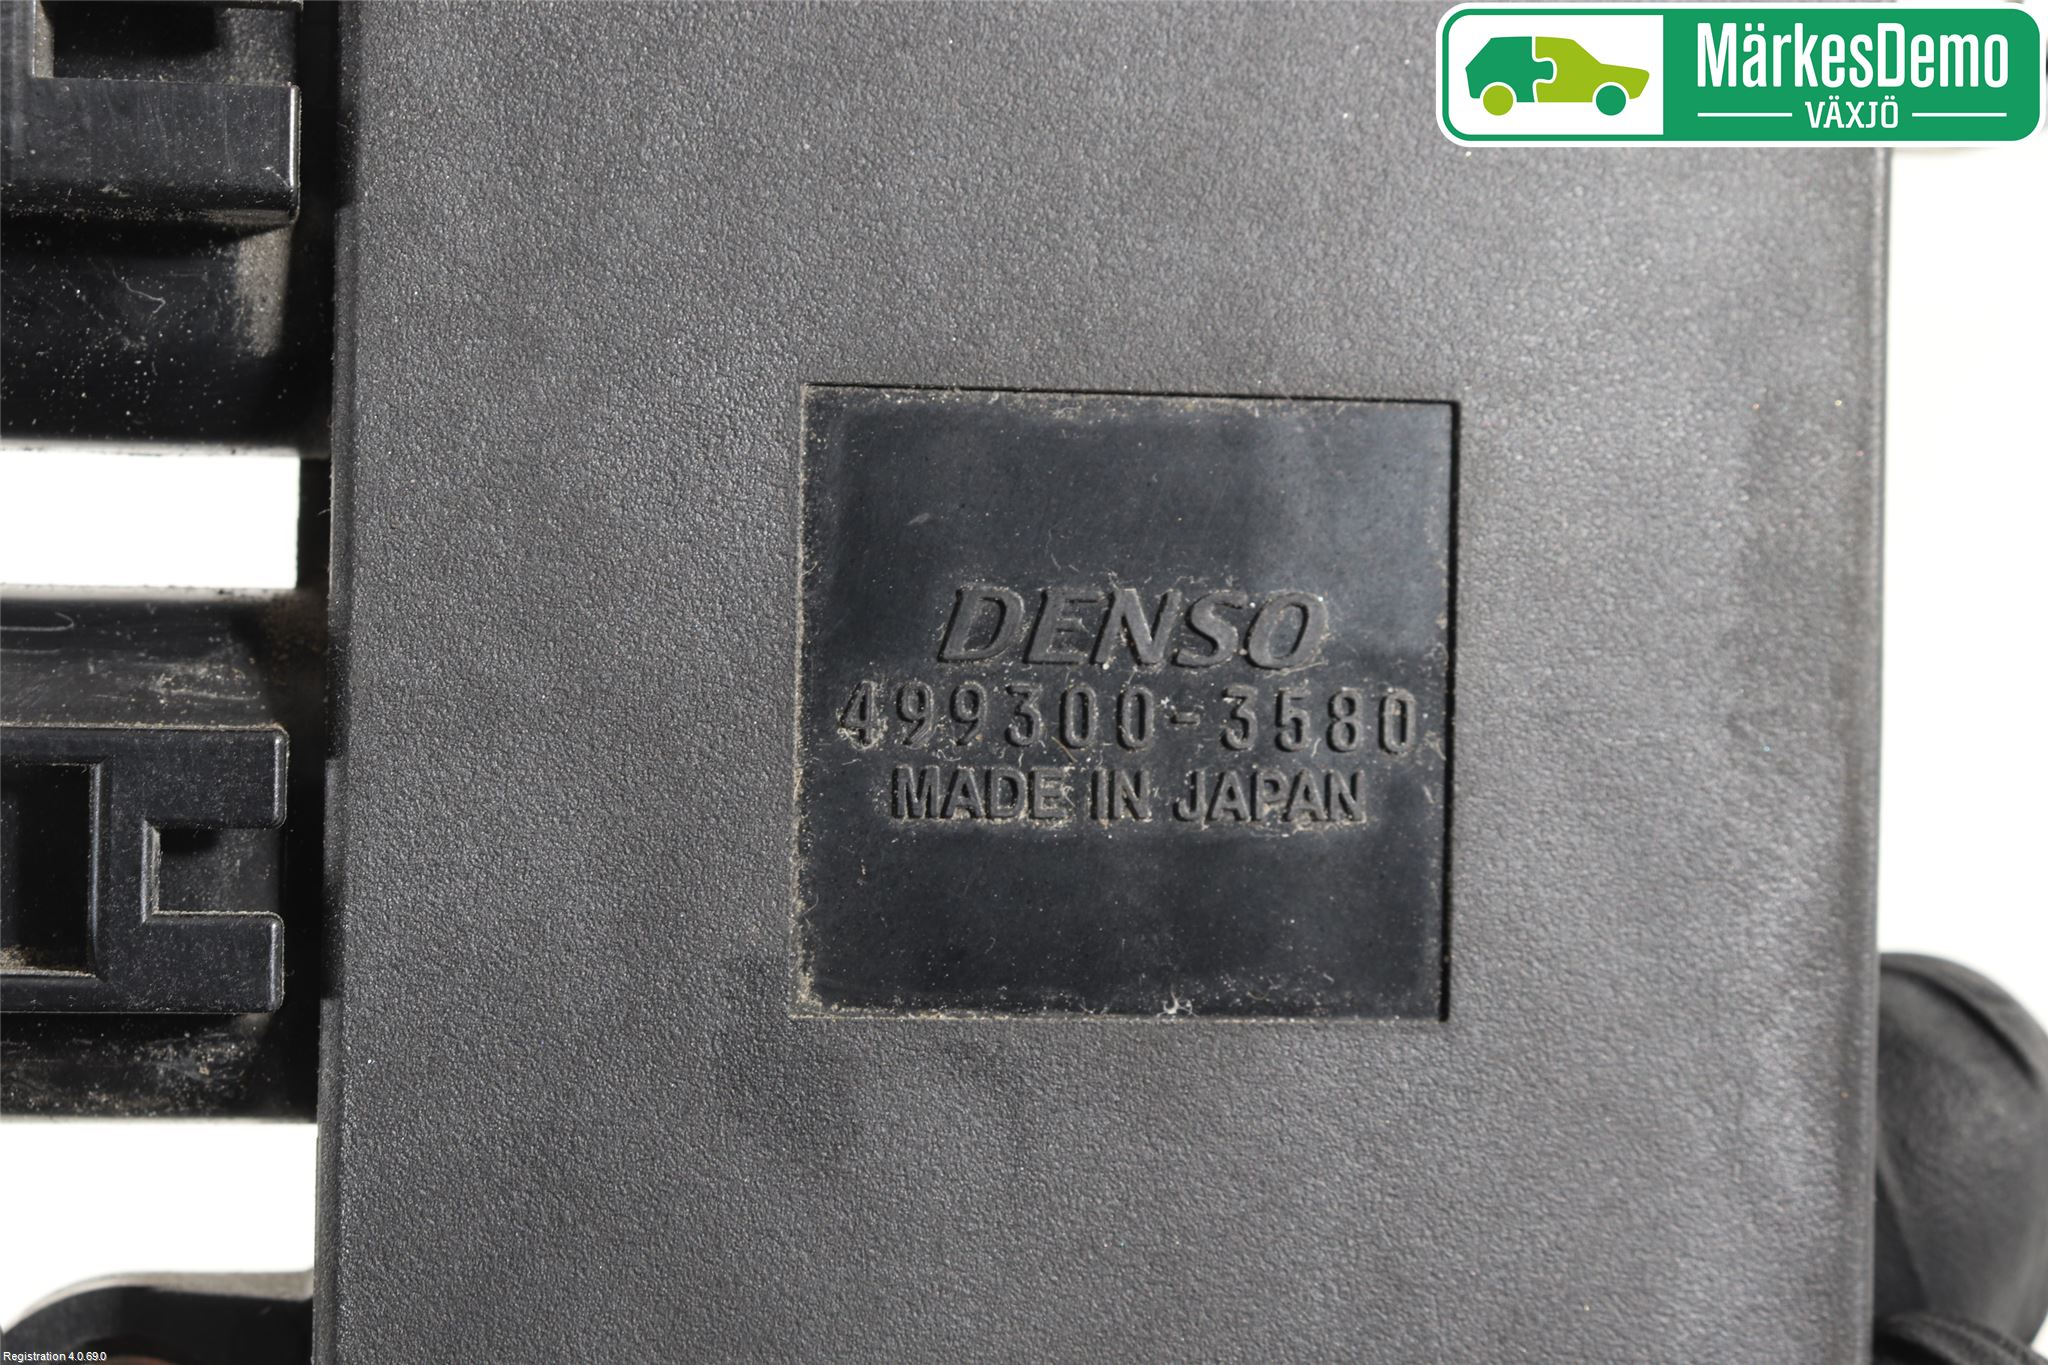 MärkesDemo
VÄXJÖ
DENSO
499300-3580
MADE IN JAPAN
Registration 4.0.69.0